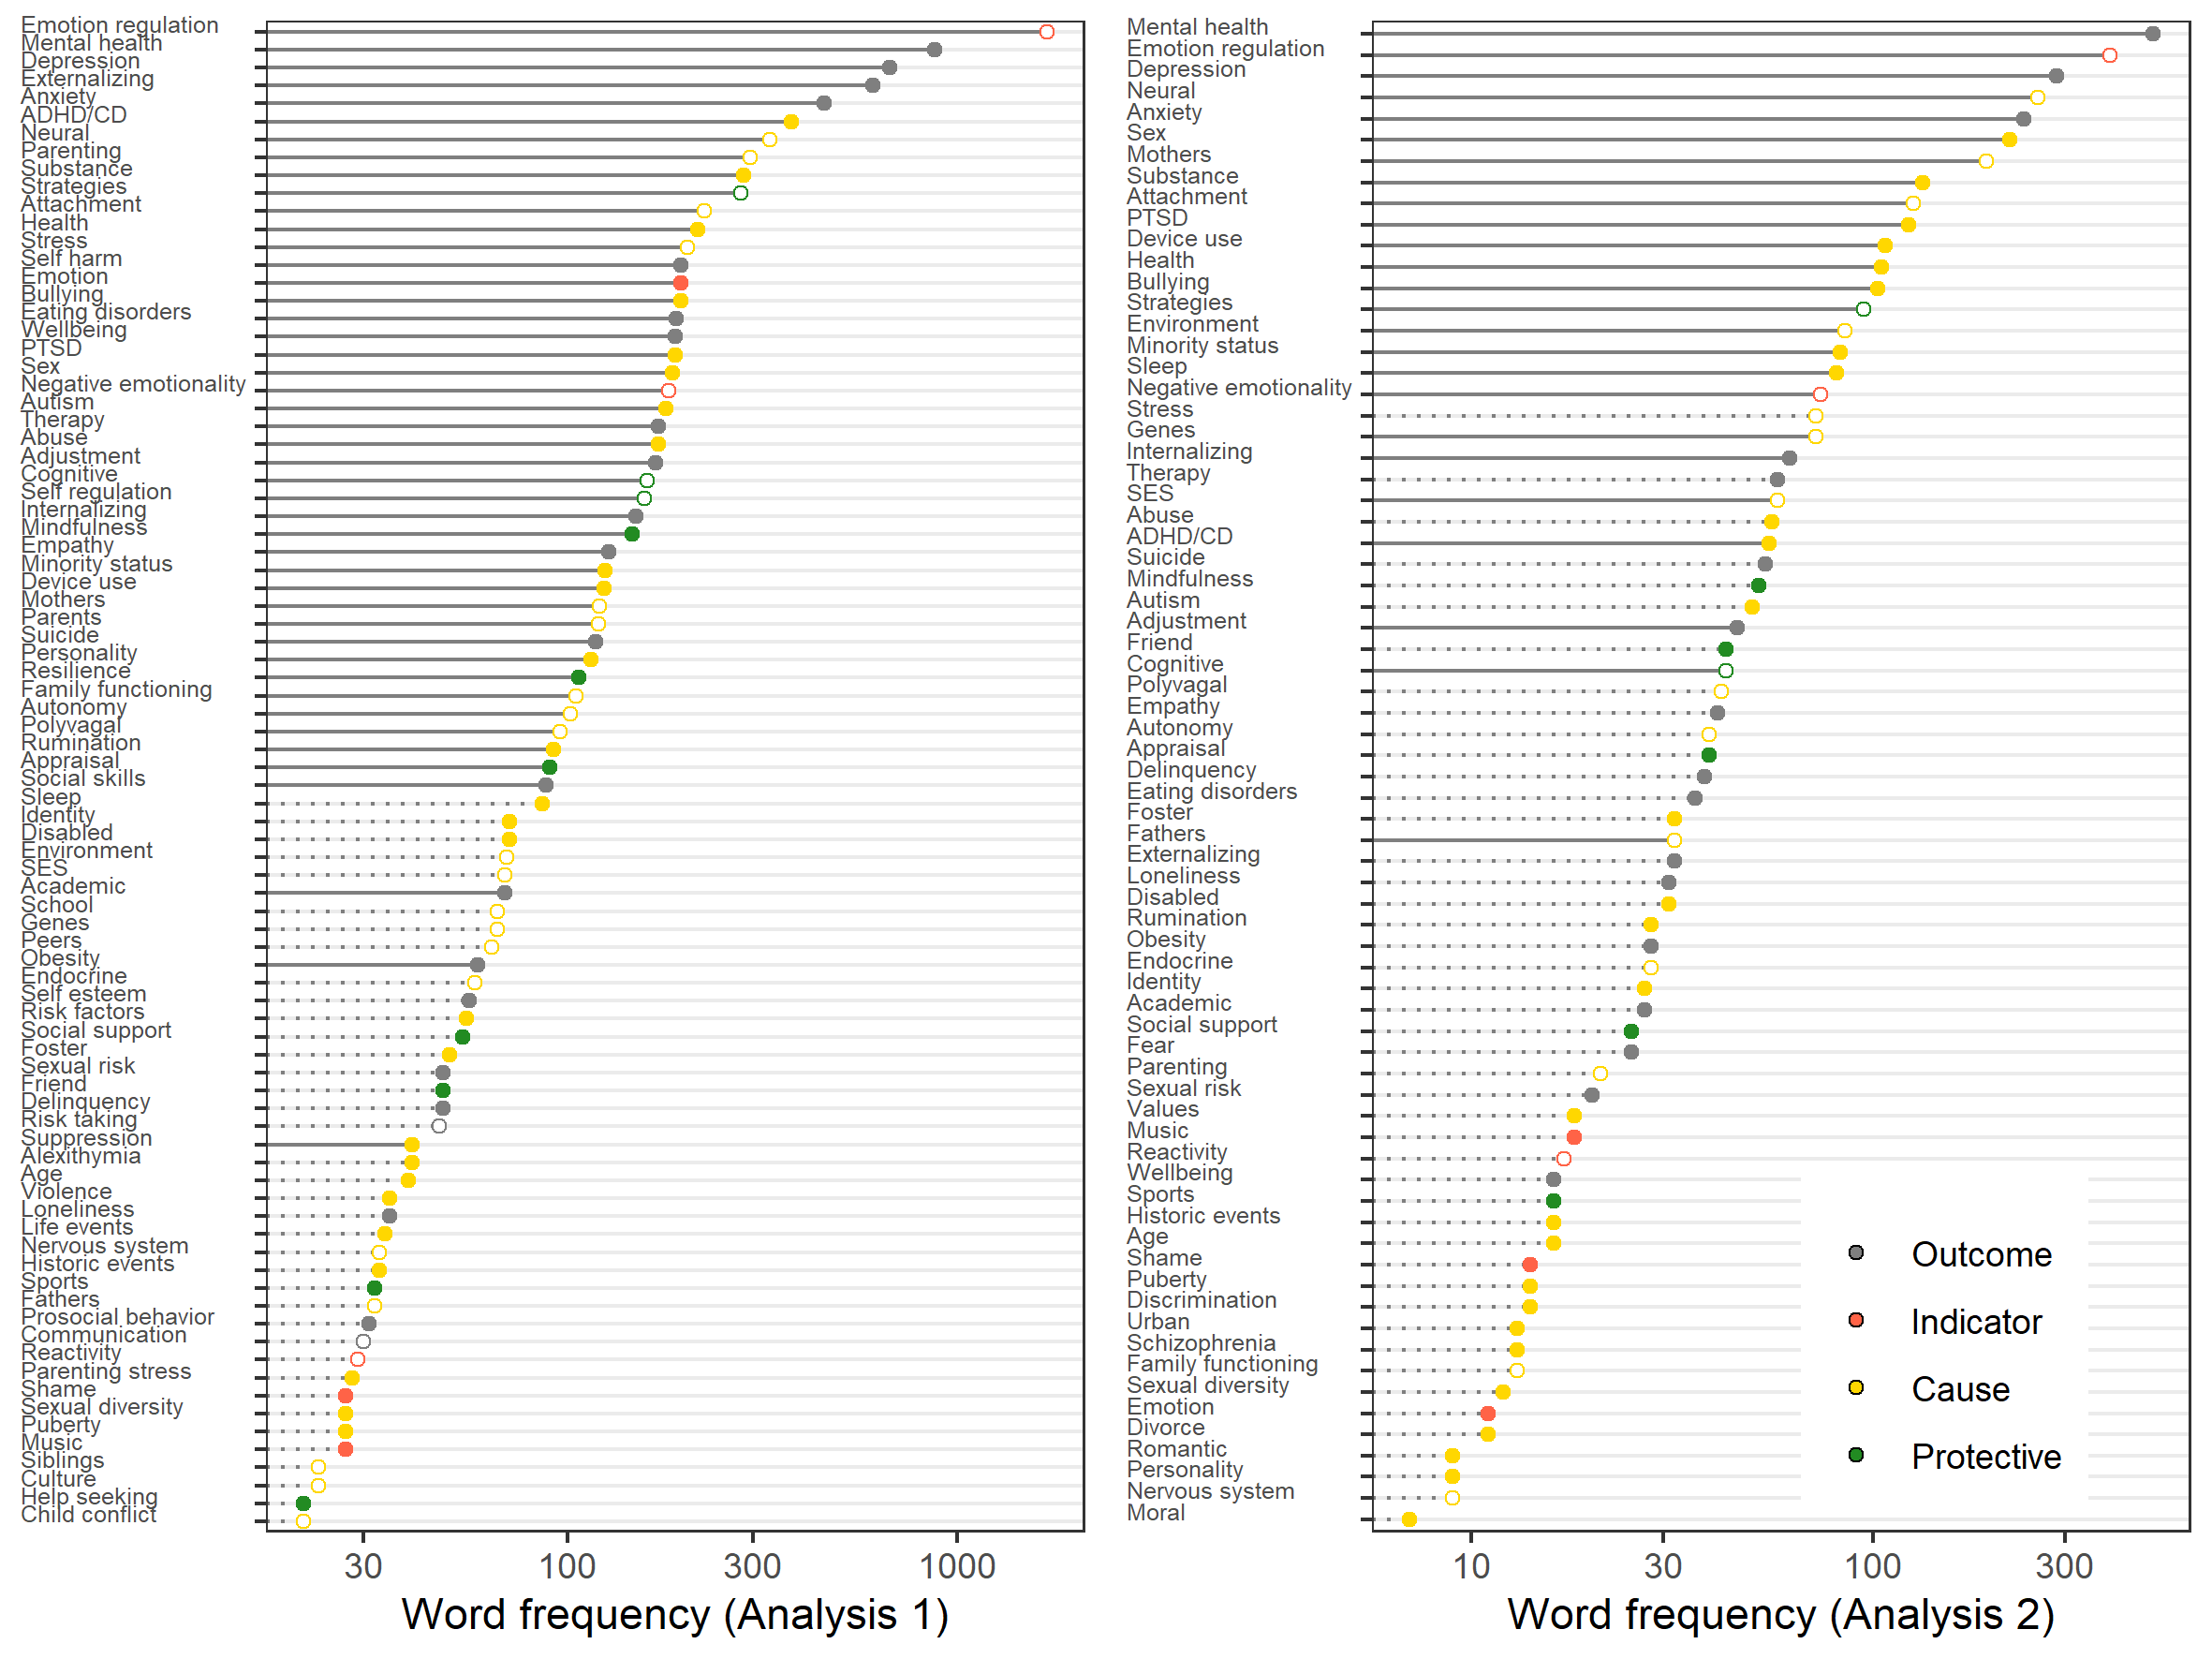 Emotion regulation
Mental health
Depression
Externalizing
Anxiety
ADHD/CD
Neural
Parenting
Substance
Strategies
Attachment
Health
Stress
Self harm
Emotion
Bullying
Eating disorders
Wellbeing
PTSD
Sex
Negative emotionality
Autism
Therapy
Abuse
Adjustment
Cognitive
Self regulation
Internalizing
Mindfulness
Empathy
Minority status
Device use
Mothers
Parents
Suicide
Personality
Resilience
Family functioning
Autonomy
Polyvagal
Rumination
Appraisal
Social skills
Sleep
Identity
Disabled
Environment
SES
Academic
School
Genes
Peers
Obesity
Endocrine
Self esteem
Risk factors
Social support
Foster
Sexual risk
Friend
Delinquency
Risk taking
Suppression
Alexithymia
Age
Violence
Loneliness
Life events
Nervous system
Historic events
Sports
Fathers
Prosocial behavior
Communication
Reactivity
Parenting stress
Shame
Sexual diversity
Puberty
Music
Siblings
Culture
Help seeking
Child conflict
30 100 300 1000
Word frequency (Analysis 1)
Mental health
Emotion regulation
Depression
Neural
Anxiety
Sex
Mothers
Substance
Attachment
PTSD
Device use
Health
Bullying
Strategies
Environment
Minority status
Sleep
Negative emotionality
Stress
Genes
Internalizing
Therapy
SES
Abuse
ADHD/CD
Suicide
Mindfulness
Autism
Adjustment
Friend
Cognitive
Polyvagal
Empathy
Autonomy
Appraisal
Delinquency
Eating disorders
Foster
Fathers
Externalizing
Loneliness
Disabled
Rumination
Obesity
Endocrine
Identity
Academic
Social support
Fear
Parenting
Sexual risk
Values
Music
Reactivity
Wellbeing
Sports
Historic events
Age
Shame
Puberty
Discrimination
Urban
Schizophrenia
Family functioning
Sexual diversity
Emotion
Divorce
Romantic
Personality
Nervous system
Moral
10 30 100 300
Word frequency (Analysis 2)
Outcome
Indicator
Cause
Protective